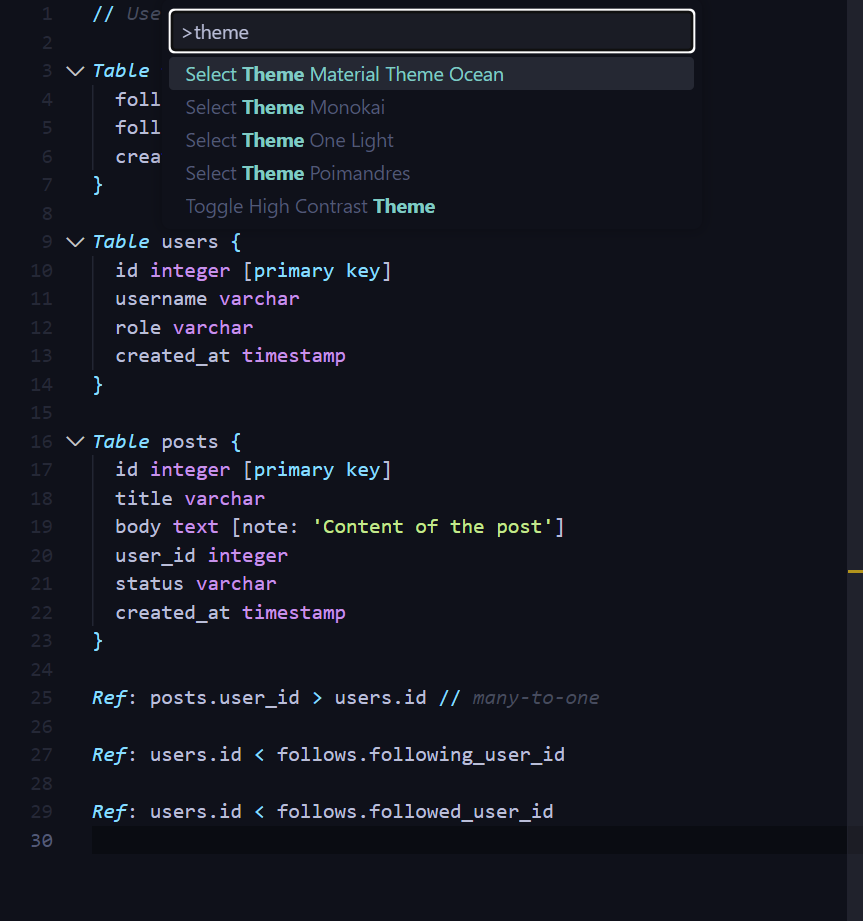 1 // Use
>theme
2
Select Theme Material Theme Ocean
3 Table
4 foll
Select Theme Monokai
5 foll
Select Theme One Light
6 crea
Select Theme Poimandres
7 }
8
Toggle High Contrast Theme
9 Table users {
10 id integer [primary key]
11 username varchar
12 role varchar
13 created_at timestamp
14 }
15
16 Table posts {
17 id integer [primary key]
18 title varchar
19 body text [note: 'Content of the post']
20 user_id integer
21 status varchar
22 created_at timestamp
23 }
24
25 Ref: posts.user_id > users.id // many-to-one
26
27 Ref: users.id < follows.following_user_id
28
29 Ref: users.id < follows.followed_user_id
30